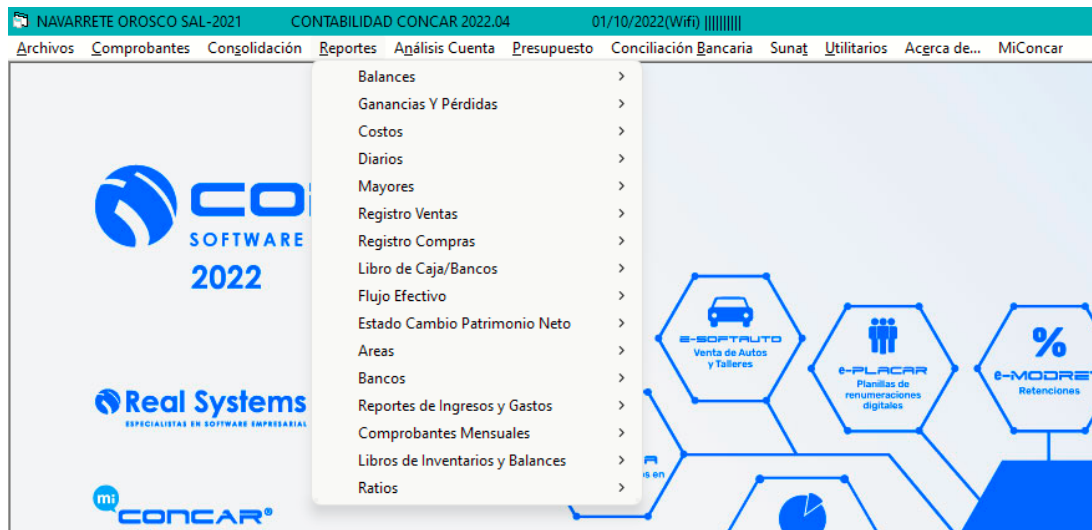 NAVARRETE OROSCO SAL-2021 CONTABILIDAD CONCAR 2022.04 01/10/2022(Wifi) ||||||||||
Archivos Comprobantes Consolidación Reportes Análisis Cuenta Presupuesto Conciliación Bancaria Sunat Utilitarios Acerca de... MiConcar
Balances
Ganancias Y Pérdidas
Costos
Diarios
Mayores
Registro Ventas
Registro Compras
Libro de Caja/Bancos
Flujo Efectivo
Estado Cambio Patrimonio Neto
Areas
Bancos
Reportes de Ingresos y Gastos
Comprobantes Mensuales
Libros de Inventarios y Balances
Ratios
SOFTWARE
2022
Real Systems
ESPECIALISTAS EN SOFTWARE EMPRESARIAL
mi
CONCAR®
e-SOFTAUTO
Venta de Autos
y Talleres
e-PLACAR
Planillas de
renumeraciones
digitales
%
e-MODRET
Retenciones